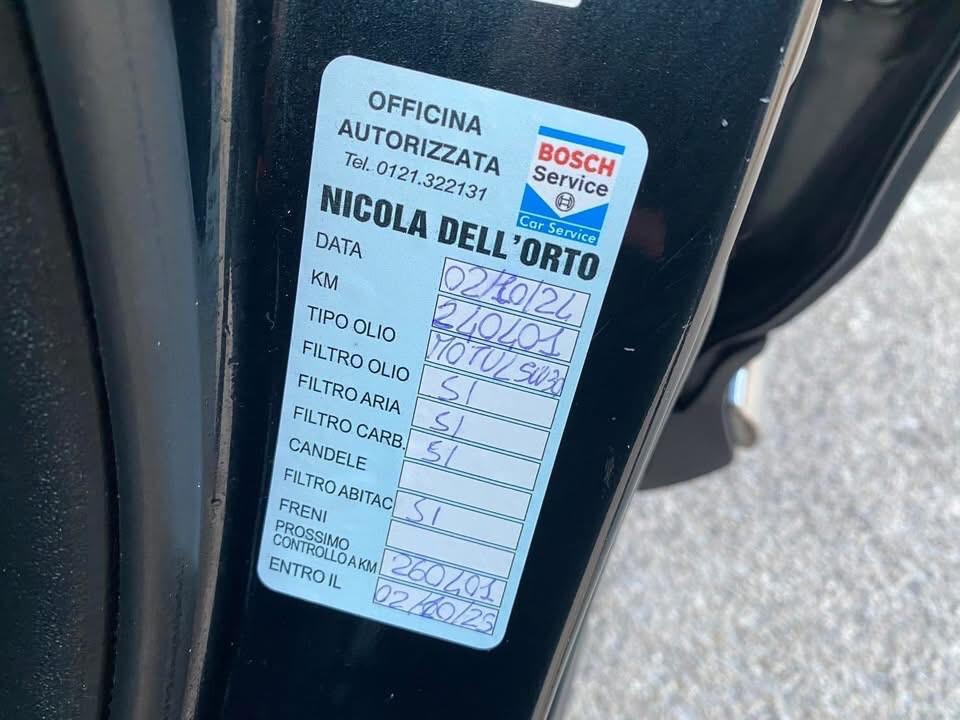 OFFICINA
AUTORIZZATA
Tel. 0121.322131
BOSCH
Service
Car Service
NICOLA DELL'ORTO
DATA 02/10/24
KM 240401
TIPO OLIO MOTUL 5W30
FILTRO OLIO SI
FILTRO ARIA SI
FILTRO CARB. SI
CANDELE
FILTRO ABITAC SI
FRENI
PROSSIMO
CONTROLLO A KM 260401
ENTRO IL 02/10/25